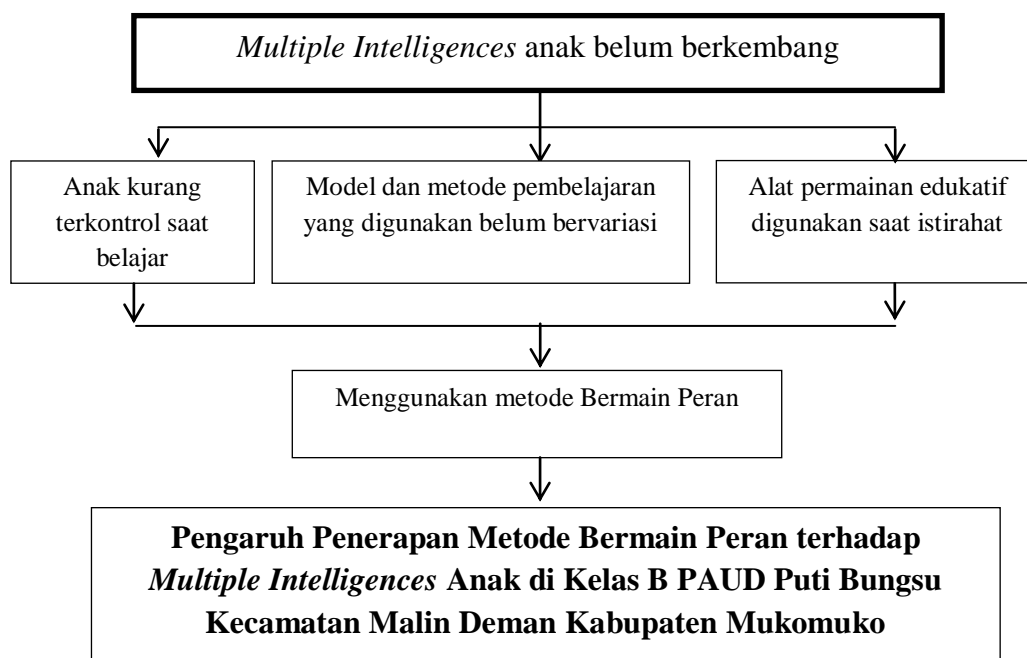 Multiple Intelligences anak belum berkembang
Anak kurang
terkontrol saat
belajar
Model dan metode pembelajaran
yang digunakan belum bervariasi
Alat permainan edukatif
digunakan saat istirahat
Menggunakan metode Bermain Peran
Pengaruh Penerapan Metode Bermain Peran terhadap
Multiple Intelligences Anak di Kelas B PAUD Puti Bungsu
Kecamatan Malin Deman Kabupaten Mukomuko